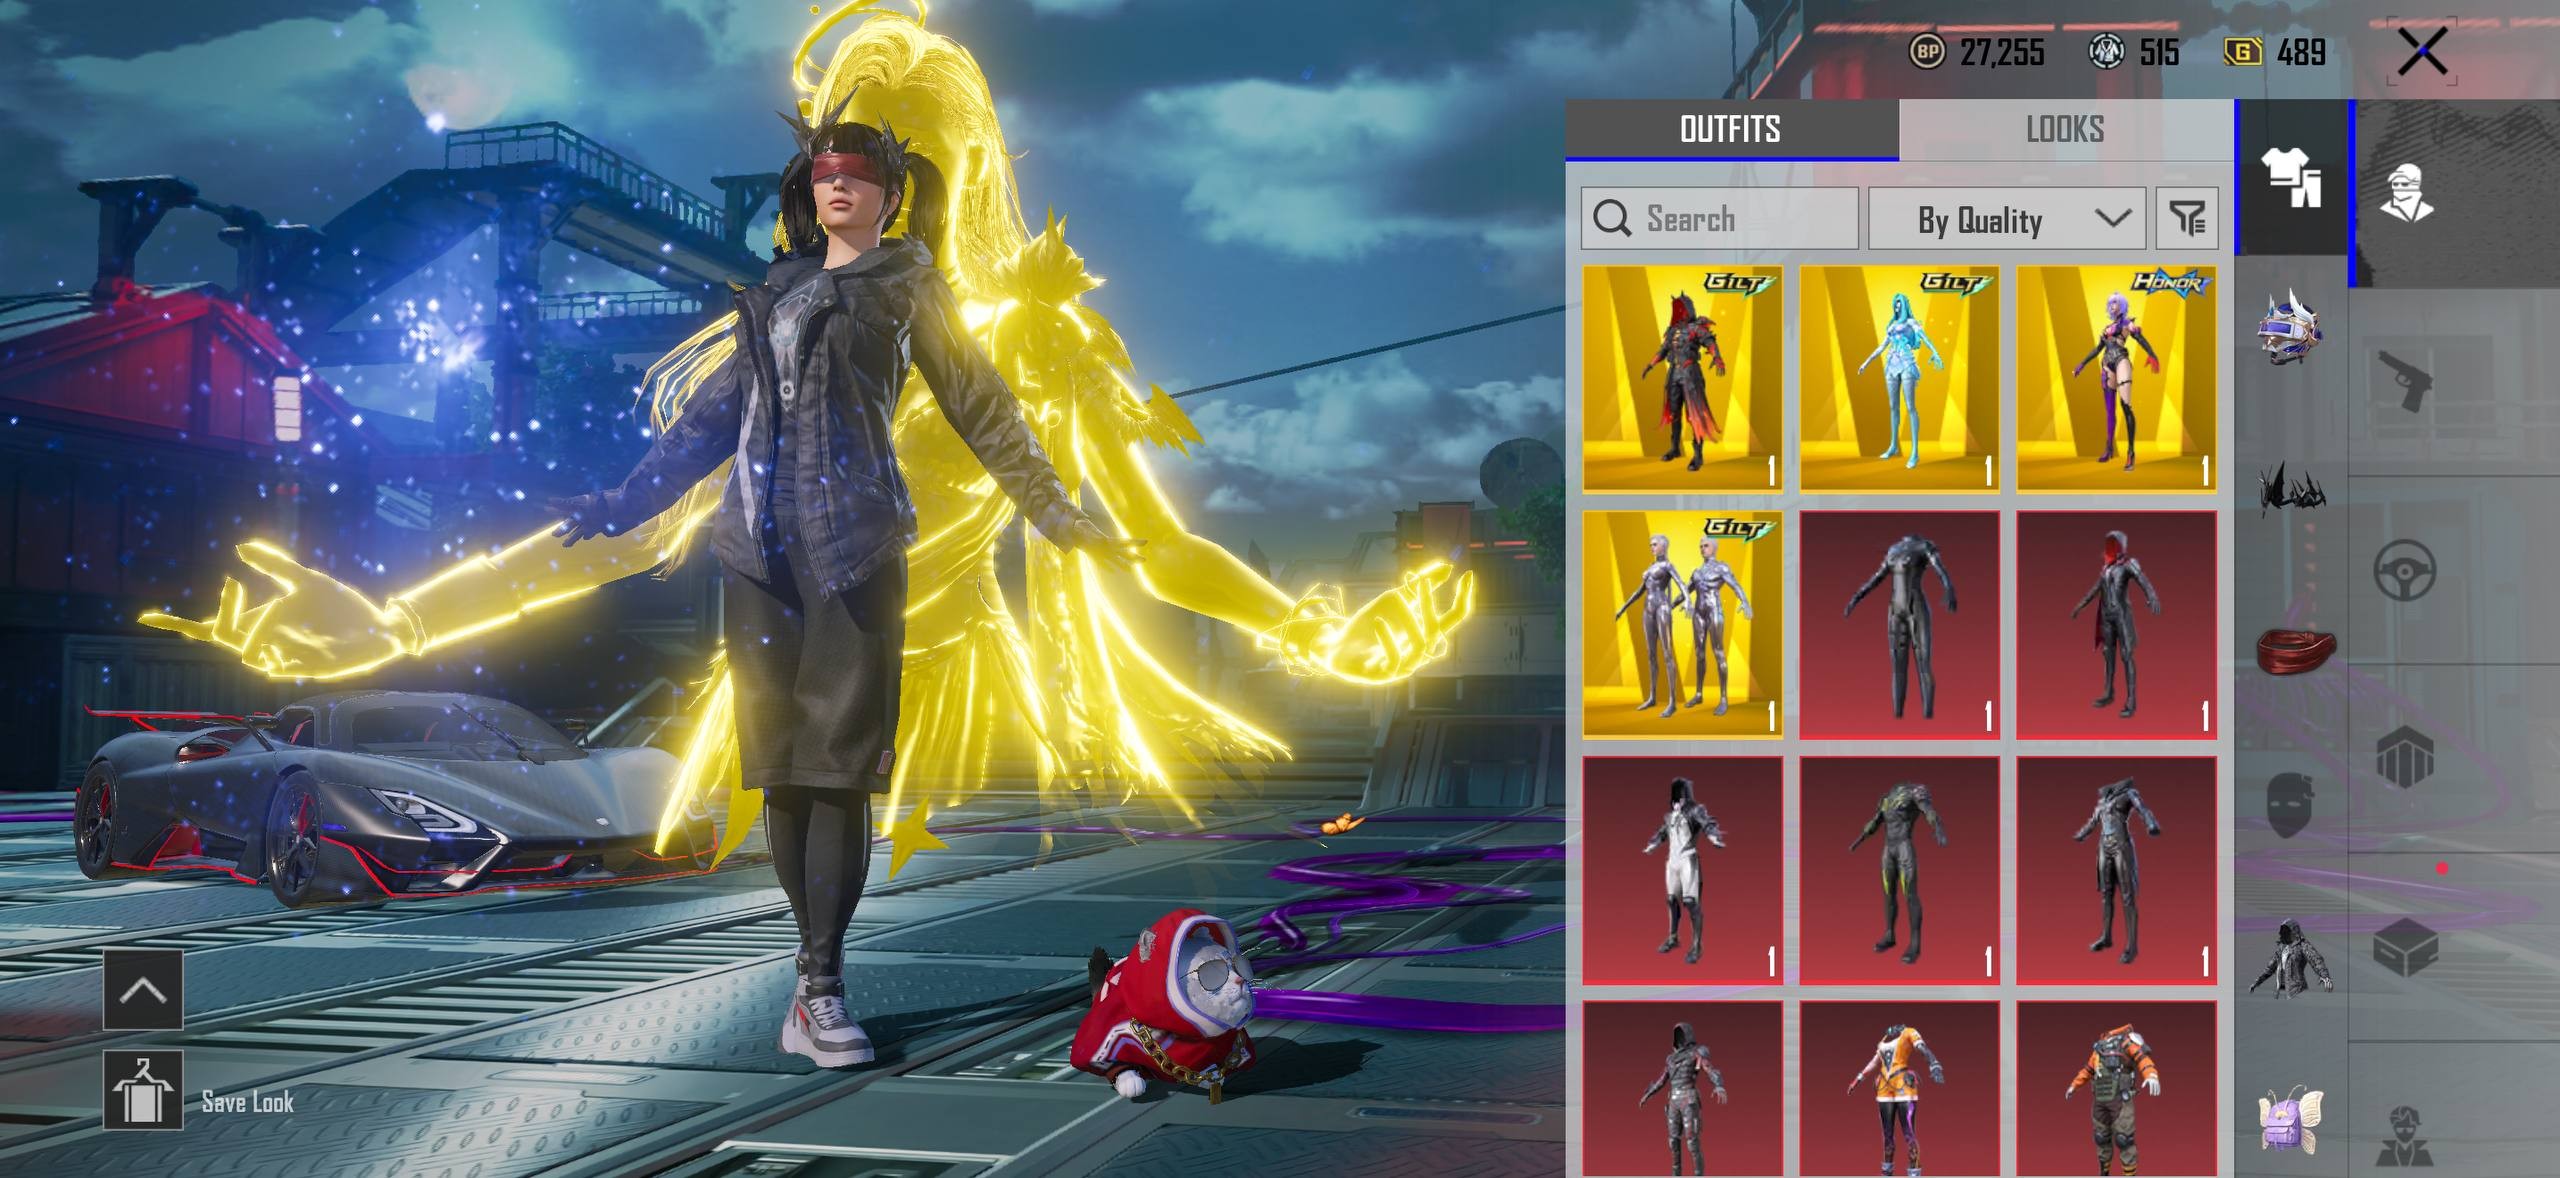 BP 27,255 515 G 489
OUTFITS LOOKS
Search By Quality
GILT GILT HONOR
1 1 1
GILT
1 1 1
1 1 1
Save Look